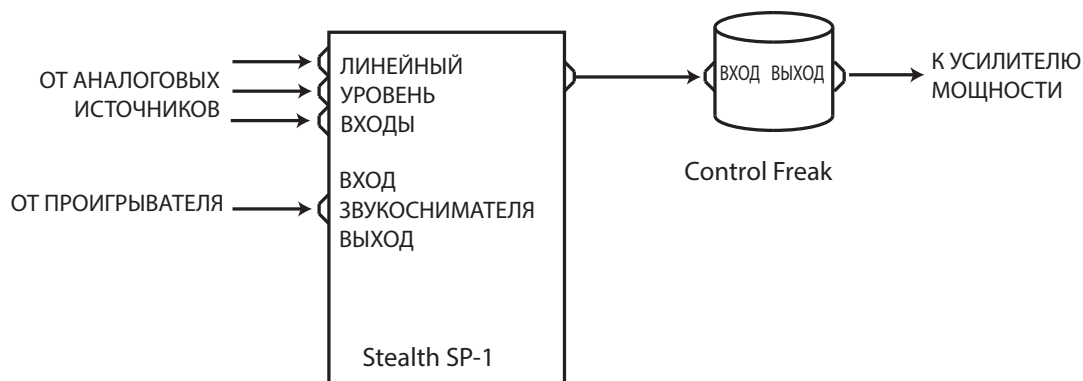 ОТ АНАЛОГОВЫХ
ИСТОЧНИКОВ
ЛИНЕЙНЫЙ
УРОВЕНЬ
ВХОДЫ
ОТ ПРОИГРЫВАТЕЛЯ
ВХОД
ЗВУКОСНИМАТЕЛЯ
ВЫХОД
Stealth SP-1
ВХОД ВЫХОД
Control Freak
К УСИЛИТЕЛЮ
МОЩНОСТИ